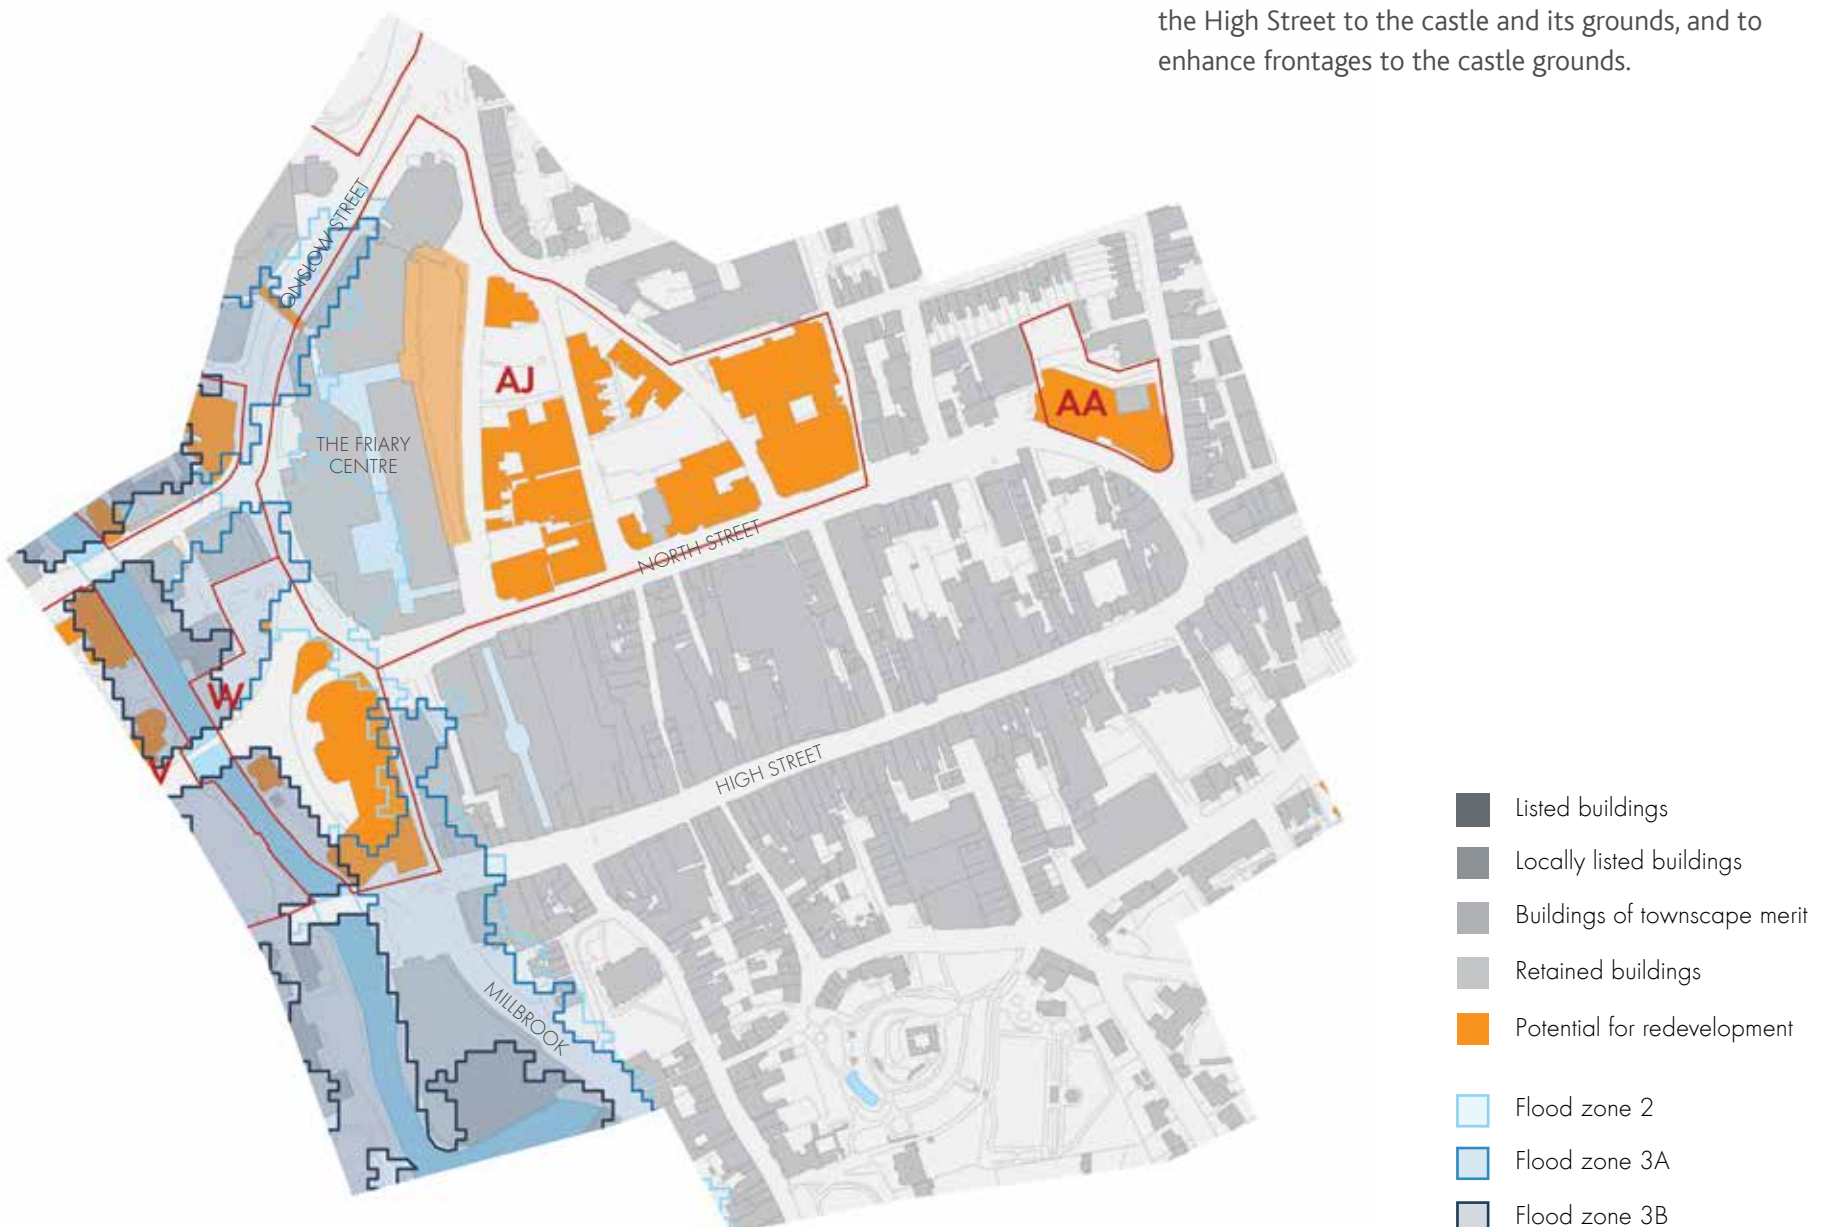 the High Street to the castle and its grounds, and to
enhance frontages to the castle grounds.
ONSLOW STREET
AJ
AA
THE FRIARY
CENTRE
NORTH STREET
W
V
HIGH STREET
MILLBROOK
Listed buildings
Locally listed buildings
Buildings of townscape merit
Retained buildings
Potential for redevelopment
Flood zone 2
Flood zone 3A
Flood zone 3B